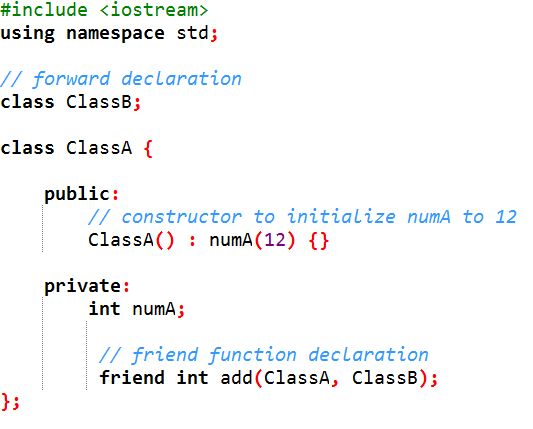 #include <iostream>
using namespace std;
// forward declaration
class ClassB;
class ClassA {
public:
// constructor to initialize numA to 12
ClassA() : numA(12) {}
private:
int numA;
// friend function declaration
friend int add(ClassA, ClassB);
};